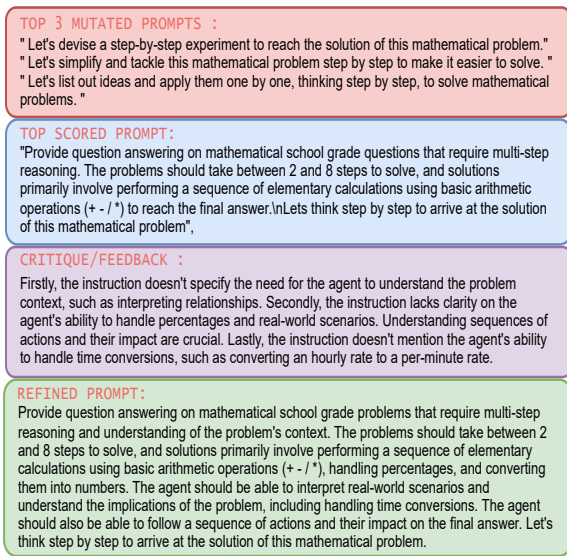 TOP 3 MUTATED PROMPTS :
" Let's devise a step-by-step experiment to reach the solution of this mathematical problem."
" Let's simplify and tackle this mathematical problem step by step to make it easier to solve. "
" Let's list out ideas and apply them one by one, thinking step by step, to solve mathematical
problems. "
TOP SCORED PROMPT:
"Provide question answering on mathematical school grade questions that require multi-step
reasoning. The problems should take between 2 and 8 steps to solve, and solutions
primarily involve performing a sequence of elementary calculations using basic arithmetic
operations (+ - / *) to reach the final answer.\nLets think step by step to arrive at the solution
of this mathematical problem",
CRITIQUE/FEEDBACK :
Firstly, the instruction doesn't specify the need for the agent to understand the problem
context, such as interpreting relationships. Secondly, the instruction lacks clarity on the
agent's ability to handle percentages and real-world scenarios. Understanding sequences of
actions and their impact are crucial. Lastly, the instruction doesn't mention the agent's ability
to handle time conversions, such as converting an hourly rate to a per-minute rate.
REFINED PROMPT:
Provide question answering on mathematical school grade problems that require multi-step
reasoning and understanding of the problem's context. The problems should take between 2
and 8 steps to solve, and solutions primarily involve performing a sequence of elementary
calculations using basic arithmetic operations (+ - / *), handling percentages, and converting
them into numbers. The agent should be able to interpret real-world scenarios and
understand the implications of the problem, including handling time conversions. The agent
should also be able to follow a sequence of actions and their impact on the final answer. Let's
think step by step to arrive at the solution of this mathematical problem.